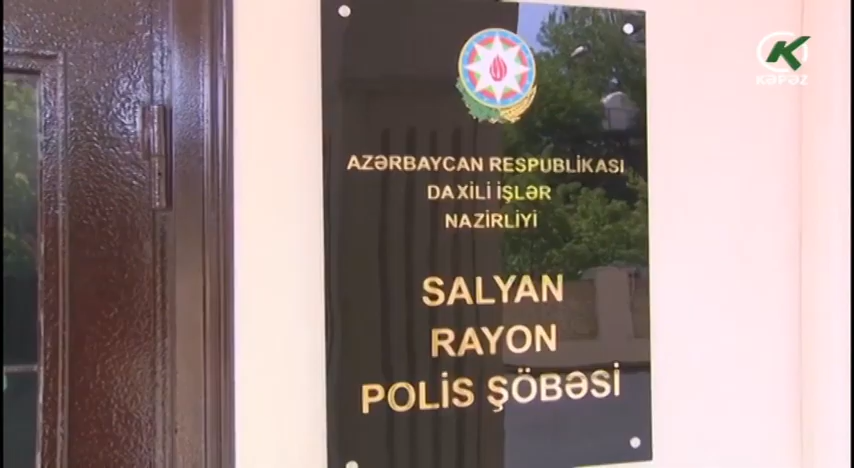 KƏPƏZ
AZƏRBAYCAN RESPUBLİKASI
DAXİLİ İŞLƏR
NAZİRLİYİ
SALYAN
RAYON
POLİS ŞÖBƏSİ